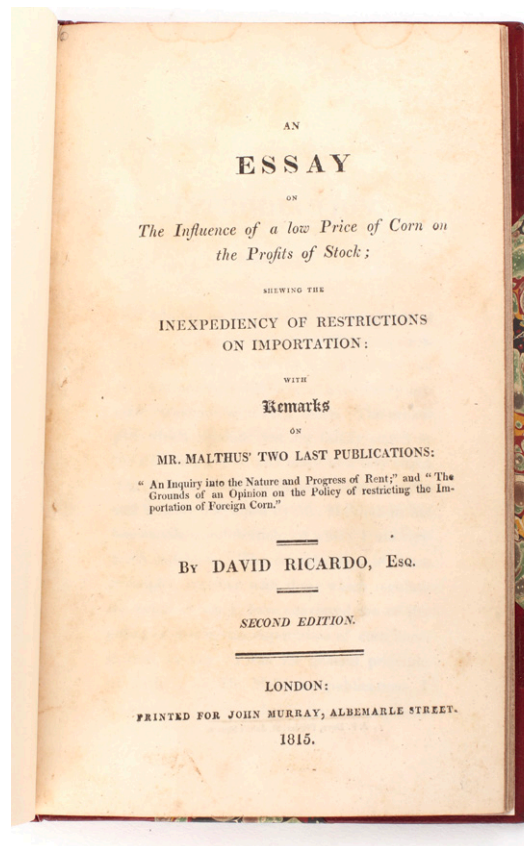 AN
ESSAY
ON
The Influence of a low Price of Corn on
the Profits of Stock;
SHEWING THE
INEXPEDIENCY OF RESTRICTIONS
ON IMPORTATION:
WITH
Remarks
ON
MR. MALTHUS' TWO LAST PUBLICATIONS:
“ An Inquiry into the Nature and Progress of Rent;” and “ The
Grounds of an Opinion on the Policy of restricting the Im-
portation of Foreign Corn.”
By DAVID RICARDO, Esq.
SECOND EDITION.
LONDON:
PRINTED FOR JOHN MURRAY, ALBEMARLE STREET.
1815.